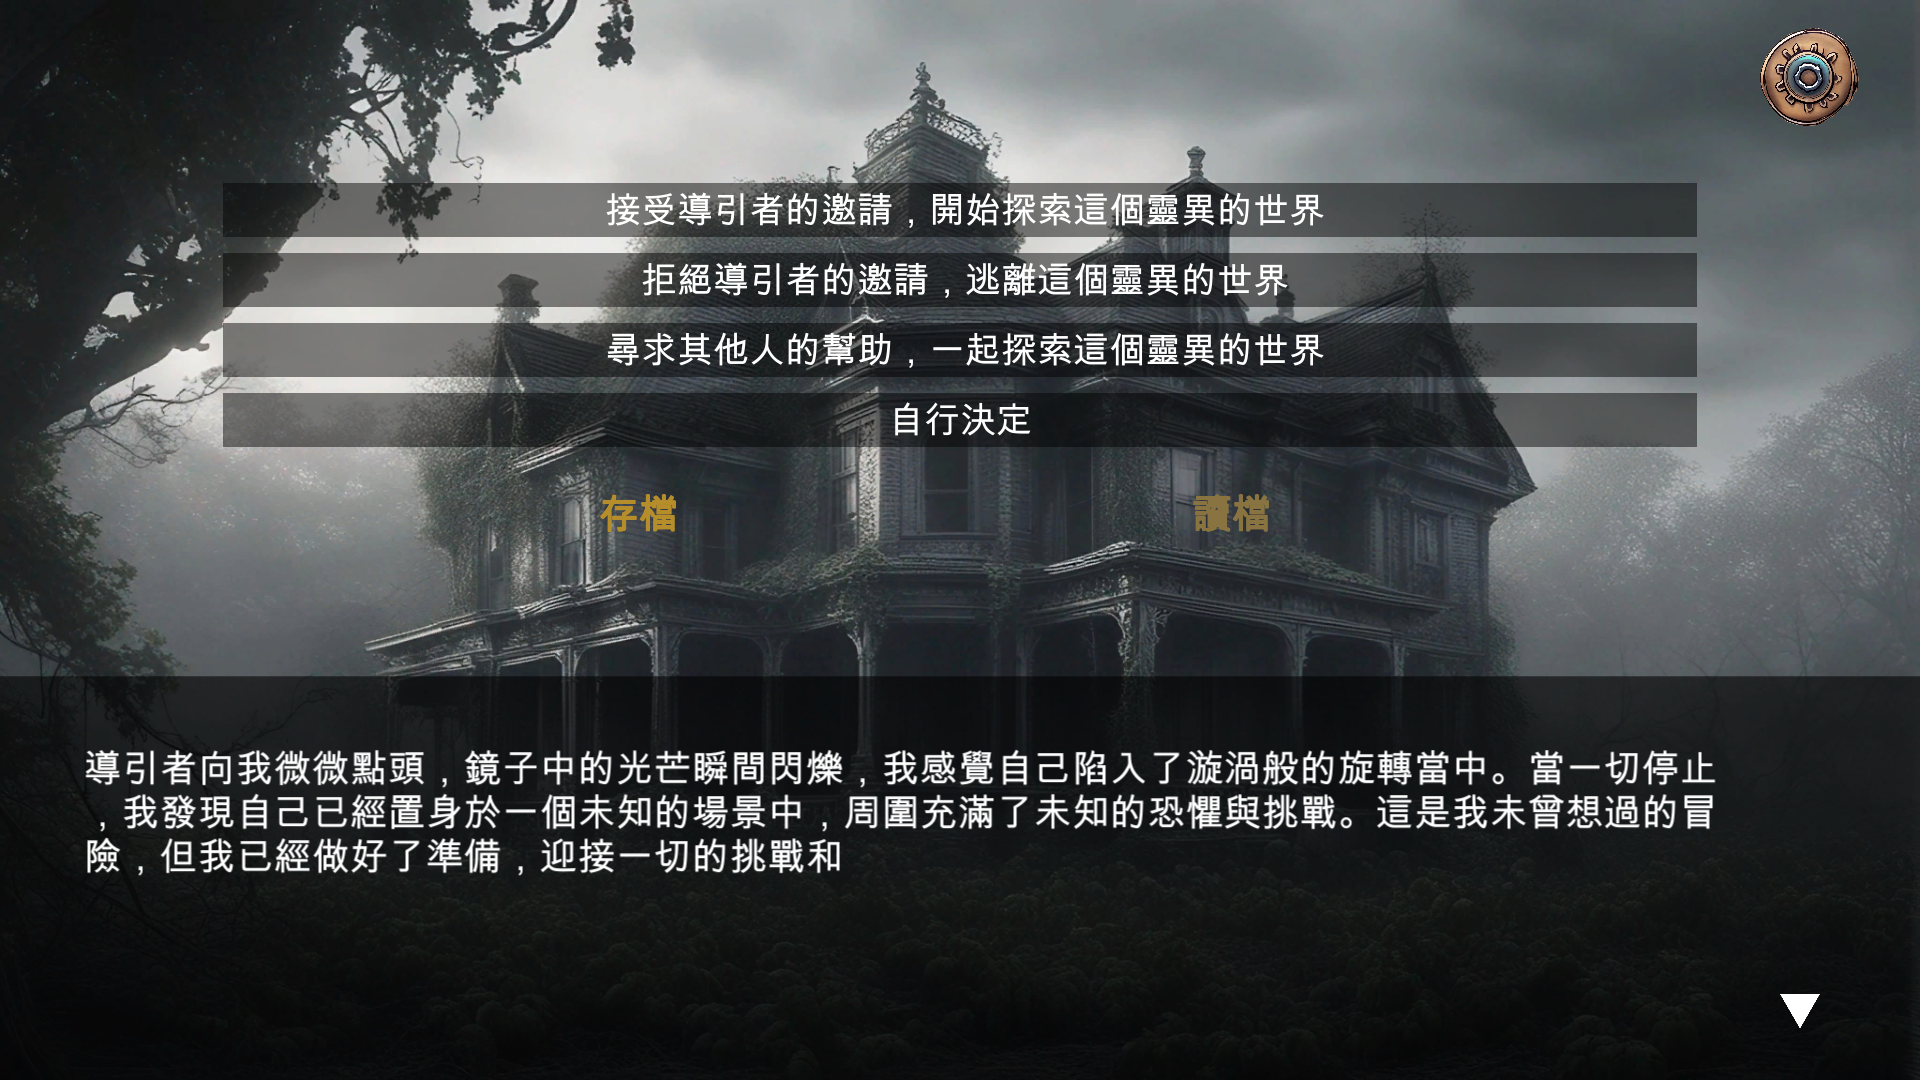 接受導引者的邀請，開始探索這個靈異的世界
拒絕導引者的邀請，逃離這個靈異的世界
尋求其他人的幫助，一起探索這個靈異的世界
自行決定
存檔
讀檔
導引者向我微微點頭，鏡子中的光芒瞬間閃爍，我感覺自己陷入了漩渦般的旋轉當中。當一切停止
，我發現自己已經置身於一個未知的場景中，周圍充滿了未知的恐懼與挑戰。這是我未曾想過的冒
險，但我已經做好了準備，迎接一切的挑戰和